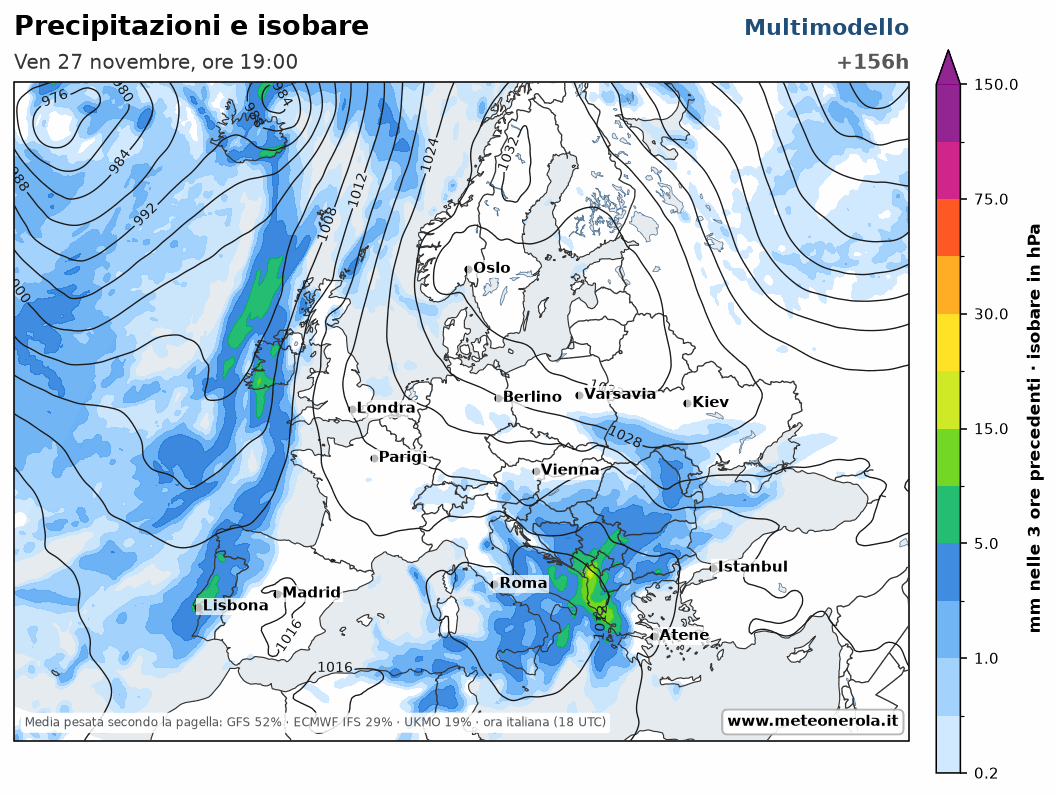 Precipitazioni e isobare
Multimodello
Ven 27 novembre, ore 19:00
+156h
976
980
984
984
988
992
1008
1012
1024
1032
Oslo
Londra
Berlino
Varsavia
Kiev
1028
Parigi
Vienna
Roma
Istanbul
Madrid
Lisbona
1016
1016
Atene
Media pesata secondo la pagella: GFS 52% · ECMWF IFS 29% · UKMO 19% · ora italiana (18 UTC)
www.meteonerola.it
150.0
75.0
30.0
15.0
5.0
1.0
0.2
mm nelle 3 ore precedenti · isobare in hPa